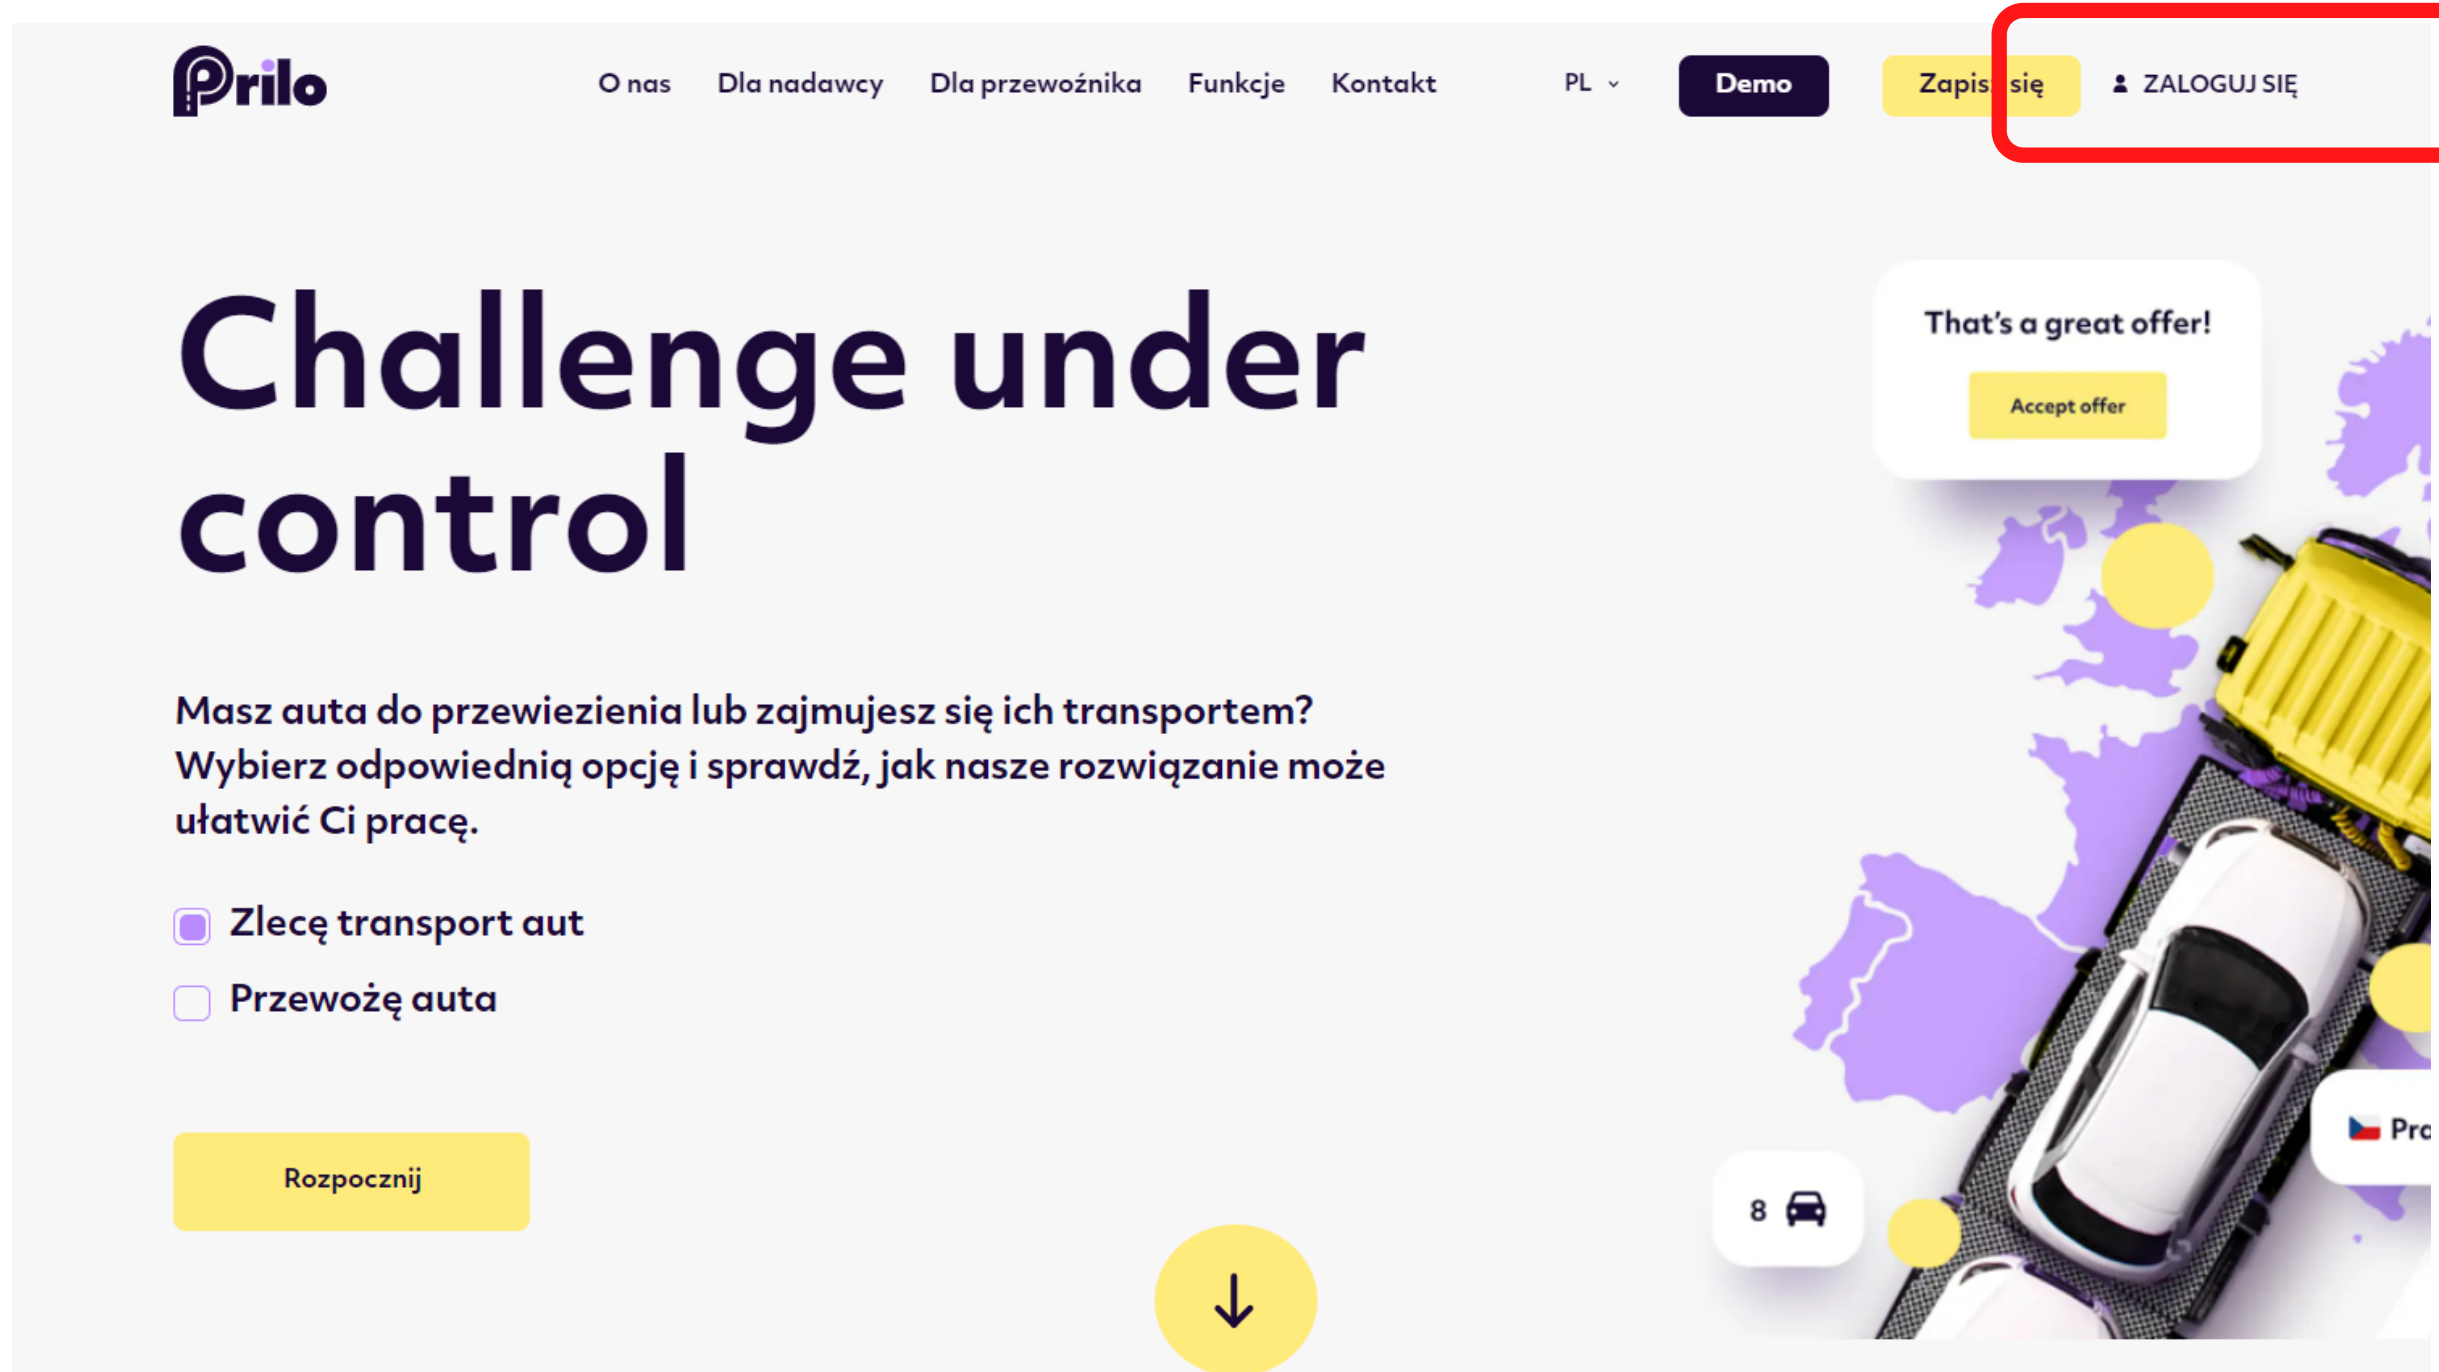 Prilo
O nas Dla nadawcy Dla przewoźnika Funkcje Kontakt PL Demo Zapisz się ZALOGUJ SIĘ
Challenge under
control
That's a great offer!
Accept offer
Masz auta do przewiezienia lub zajmujesz się ich transportem?
Wybierz odpowiednią opcję i sprawdź, jak nasze rozwiązanie może
ułatwić Ci pracę.
Zlecę transport aut
Przewożę auta
Rozpocznij
8